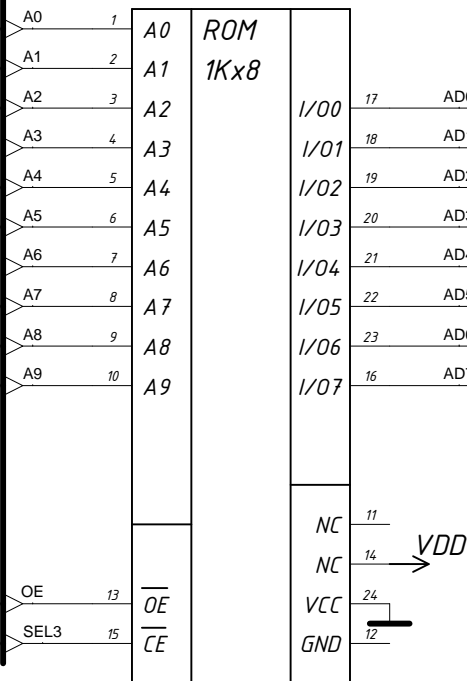 A0 1 A0 ROM
A1 2 A1 1Kx8
A2 3 A2 I/O0 17
A3 4 A3 I/O1 18
A4 5 A4 I/O2 19
A5 6 A5 I/O3 20
A6 7 A6 I/O4 21
A7 8 A7 I/O5 22
A8 9 A8 I/O6 23
A9 10 A9 I/O7 16
NC 11
NC 14 VDD
OE 13 OE VCC 24
SEL3 15 CE GND 12